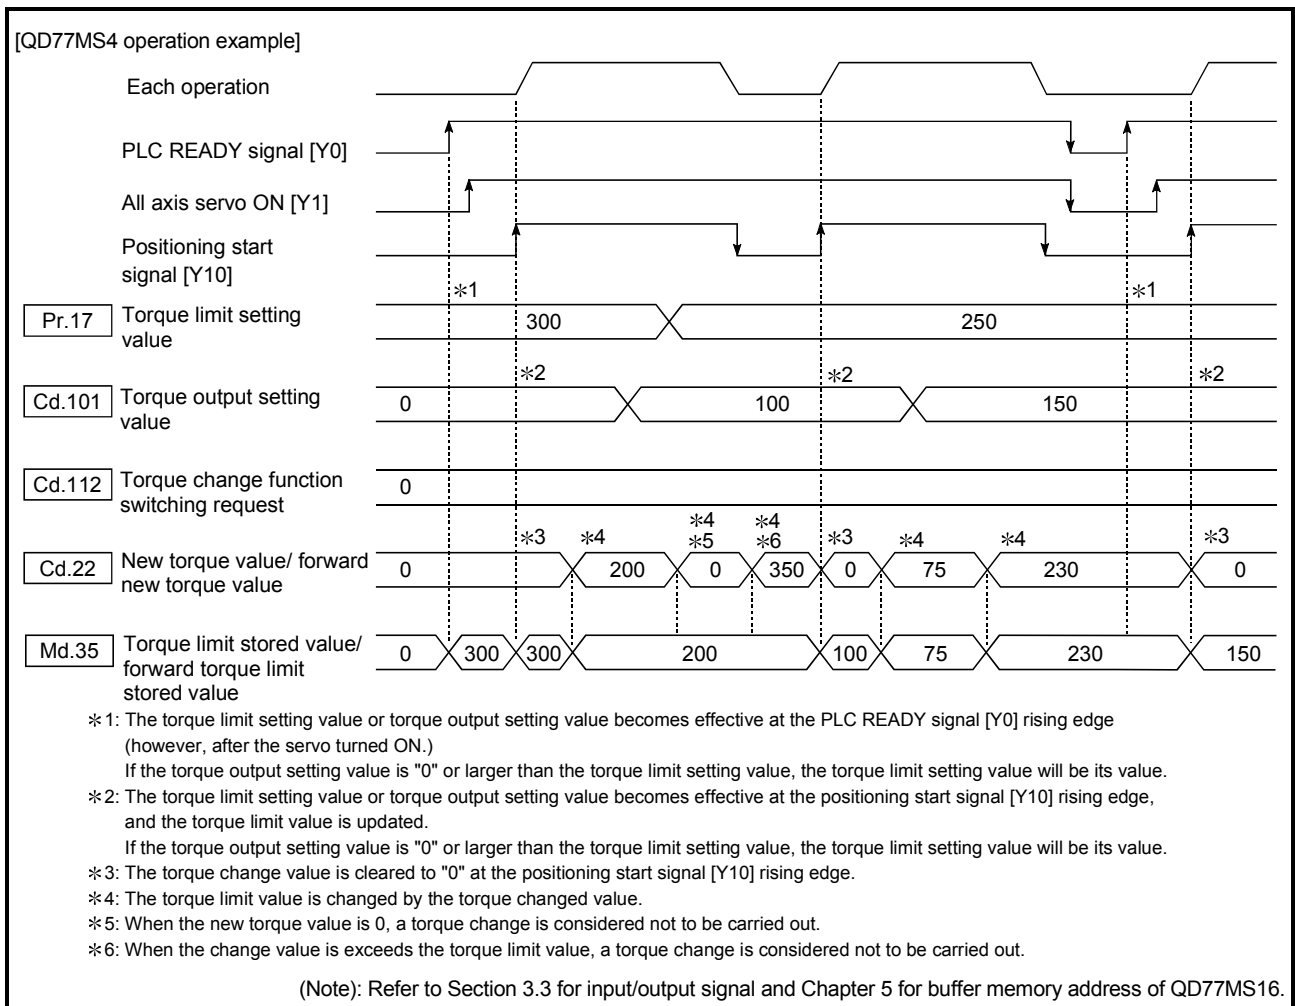 [QD77MS4 operation example]
Each operation
PLC READY signal [Y0]
All axis servo ON [Y1]
Positioning start
signal [Y10]
∗1 ∗1
Pr.17 Torque limit setting
value
300 250
∗2 ∗2 ∗2
Cd.101 Torque output setting
value
0 100 150
Cd.112 Torque change function
switching request
0
∗4 ∗4
∗3 ∗4 ∗5 ∗6 ∗3 ∗4 ∗4 ∗3
Cd.22 New torque value/ forward
new torque value
0 200 0 350 0 75 230 0
Md.35 Torque limit stored value/
forward torque limit
stored value
0 300 300 200 100 75 230 150
∗1: The torque limit setting value or torque output setting value becomes effective at the PLC READY signal [Y0] rising edge
(however, after the servo turned ON.)
If the torque output setting value is "0" or larger than the torque limit setting value, the torque limit setting value will be its value.
∗2: The torque limit setting value or torque output setting value becomes effective at the positioning start signal [Y10] rising edge,
and the torque limit value is updated.
If the torque output setting value is "0" or larger than the torque limit setting value, the torque limit setting value will be its value.
∗3: The torque change value is cleared to "0" at the positioning start signal [Y10] rising edge.
∗4: The torque limit value is changed by the torque changed value.
∗5: When the new torque value is 0, a torque change is considered not to be carried out.
∗6: When the change value is exceeds the torque limit value, a torque change is considered not to be carried out.
(Note): Refer to Section 3.3 for input/output signal and Chapter 5 for buffer memory address of QD77MS16.